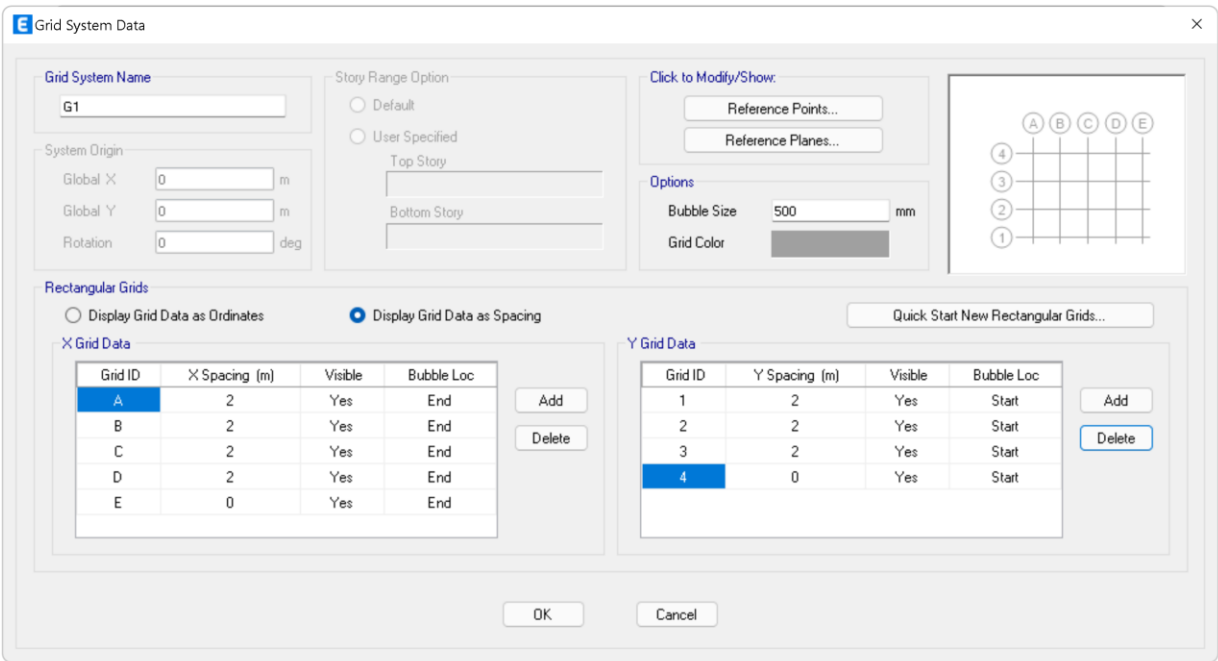 E Grid System Data
Grid System Name
G1
System Origin
Global X 0 m
Global Y 0 m
Rotation 0 deg
Story Range Option
Default
User Specified
Top Story
Bottom Story
Click to Modify/Show:
Reference Points...
Reference Planes...
Options
Bubble Size 500 mm
Grid Color
A B C D E
4
3
2
1
Rectangular Grids
Display Grid Data as Ordinates Display Grid Data as Spacing Quick Start New Rectangular Grids...
X Grid Data
Grid ID X Spacing (m) Visible Bubble Loc
A 2 Yes End
B 2 Yes End
C 2 Yes End
D 2 Yes End
E 0 Yes End
Add
Delete
Y Grid Data
Grid ID Y Spacing (m) Visible Bubble Loc
1 2 Yes Start
2 2 Yes Start
3 2 Yes Start
4 0 Yes Start
Add
Delete
OK Cancel